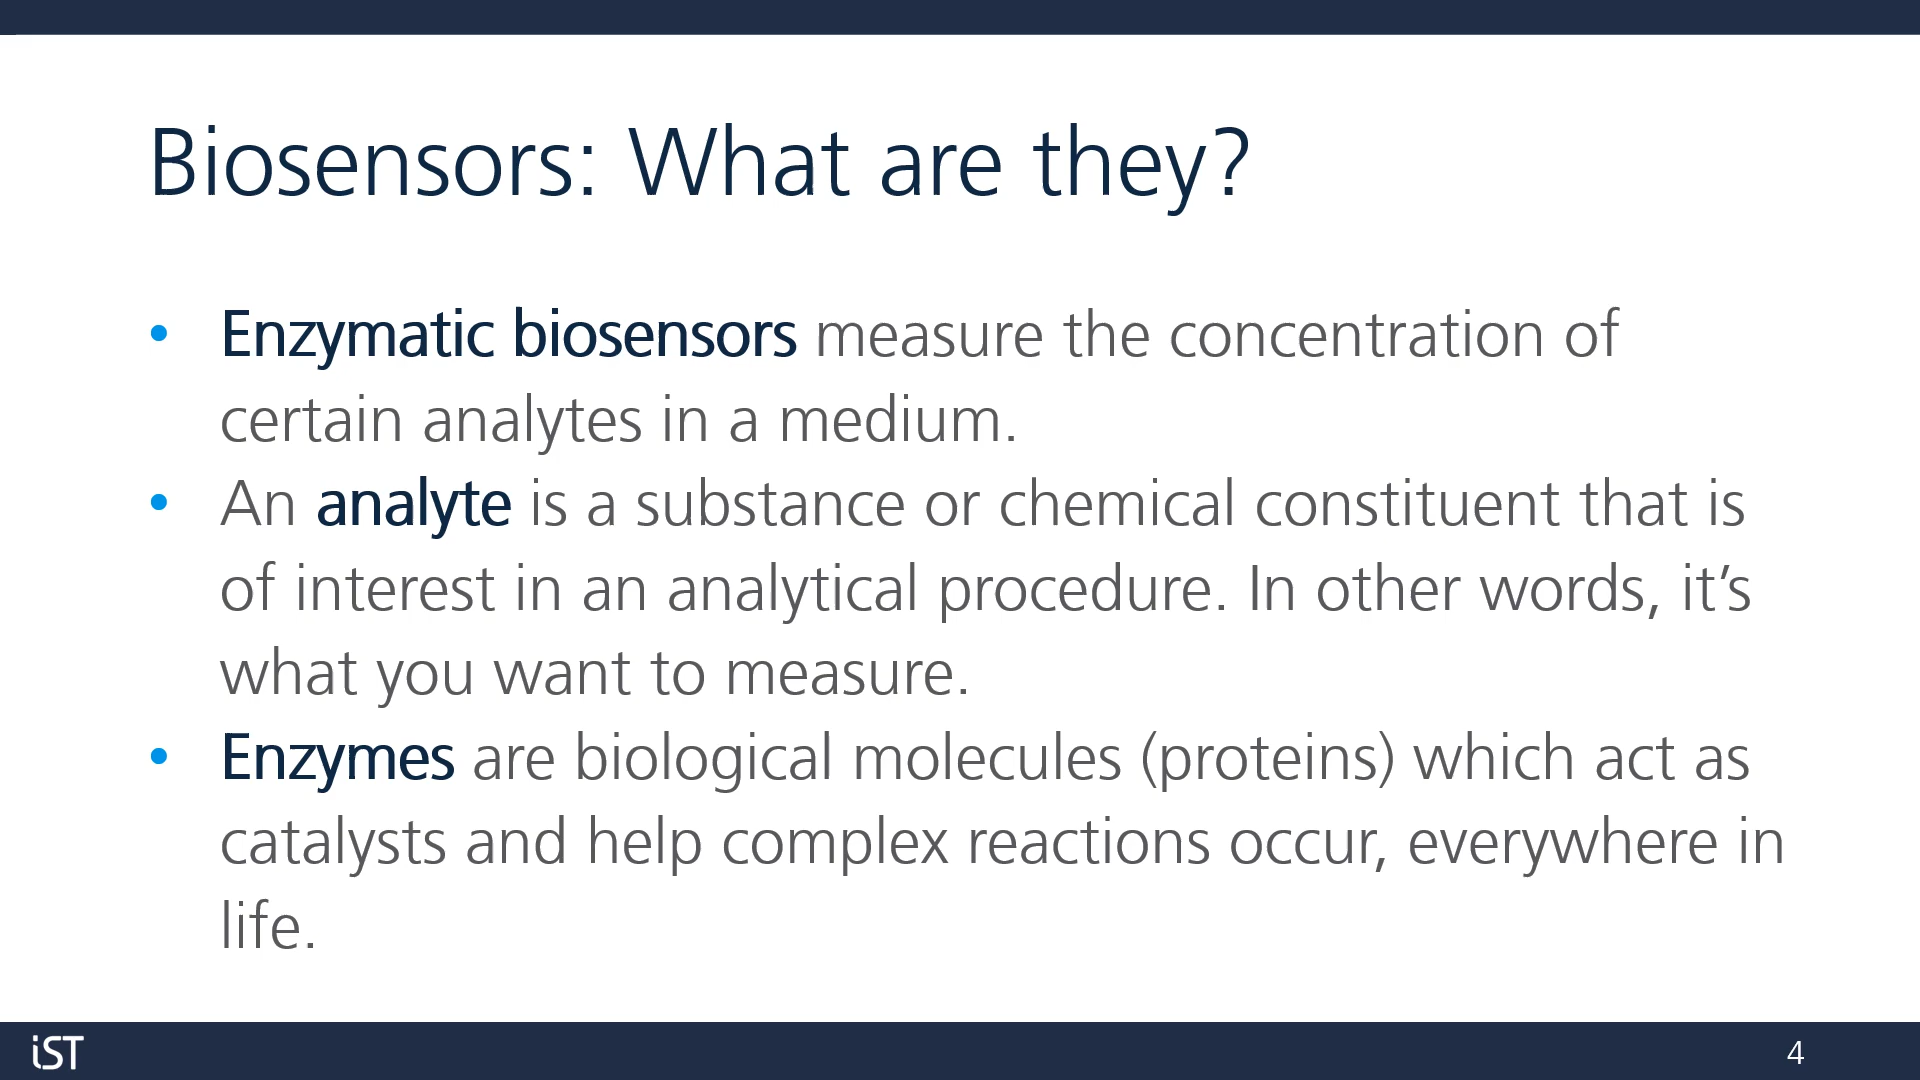 Biosensors: What are they?
• Enzymatic biosensors measure the concentration of
certain analytes in a medium.
• An analyte is a substance or chemical constituent that is
of interest in an analytical procedure. In other words, it’s
what you want to measure.
• Enzymes are biological molecules (proteins) which act as
catalysts and help complex reactions occur, everywhere in
life.
iST
4